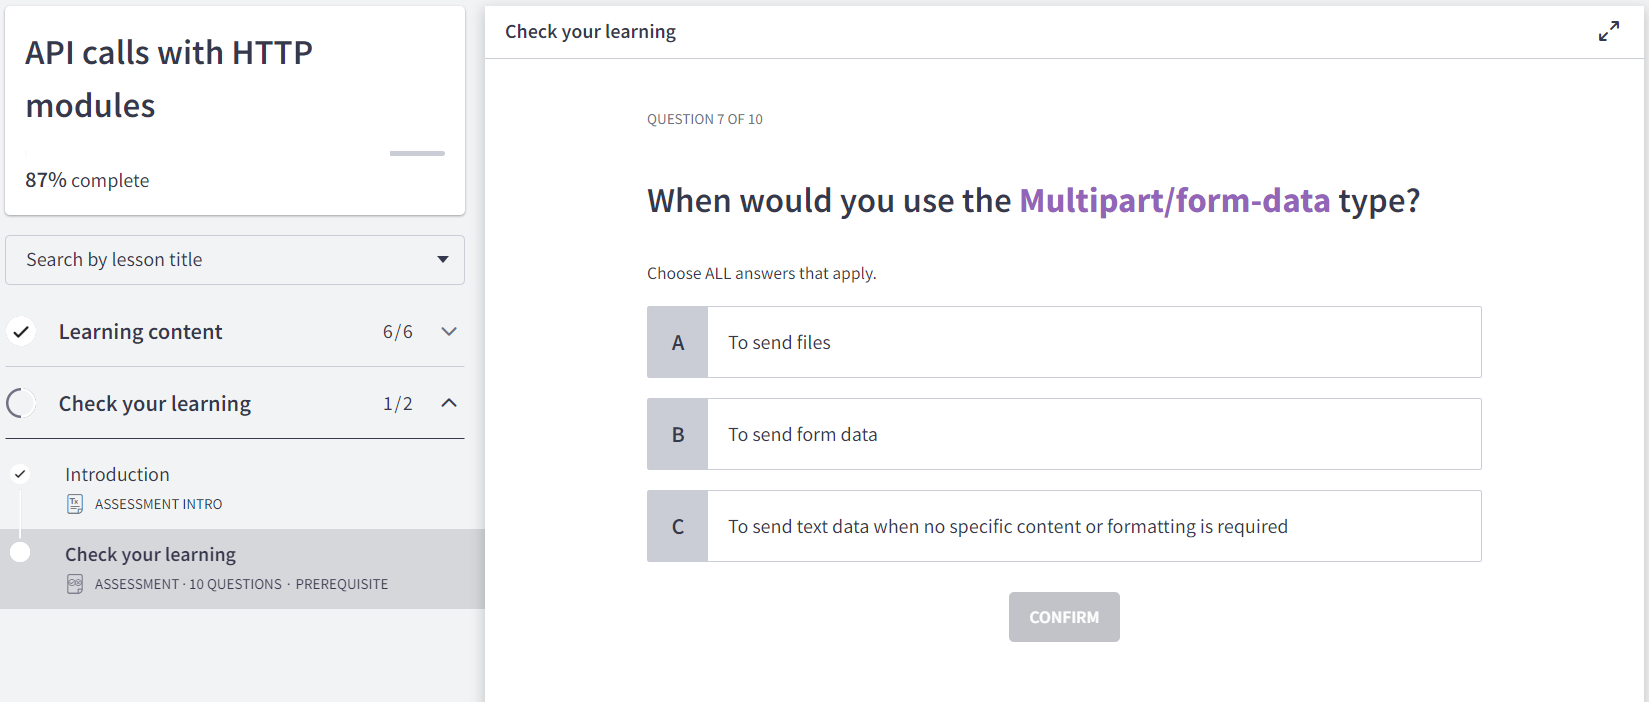 API calls with HTTP
modules
87% complete
Search by lesson title
Learning content 6/6
Check your learning 1/2
Introduction
Tx
ASSESSMENT INTRO
Check your learning
ASSESSMENT · 10 QUESTIONS · PREREQUISITE
Check your learning
QUESTION 7 OF 10
When would you use the Multipart/form-data type?
Choose ALL answers that apply.
A To send files
B To send form data
C To send text data when no specific content or formatting is required
CONFIRM